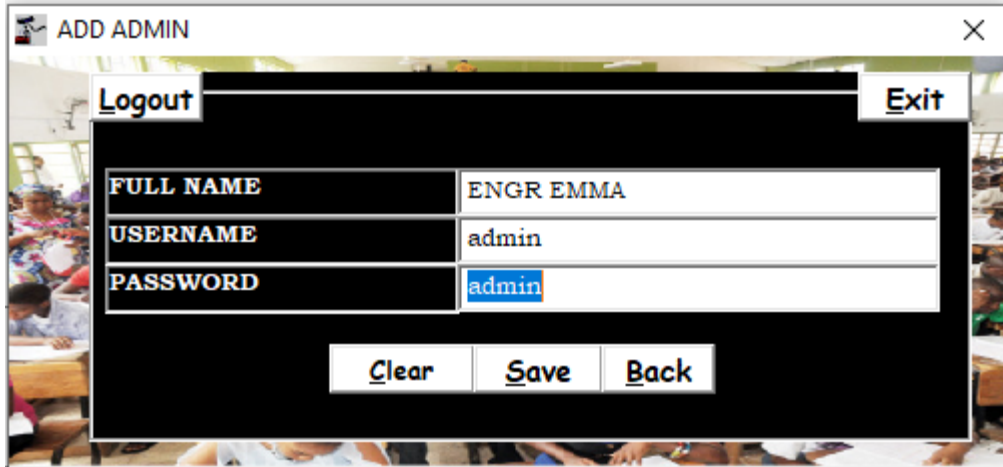 ADD ADMIN
Logout Exit
FULL NAME ENGR EMMA
USERNAME admin
PASSWORD admin
Clear Save Back